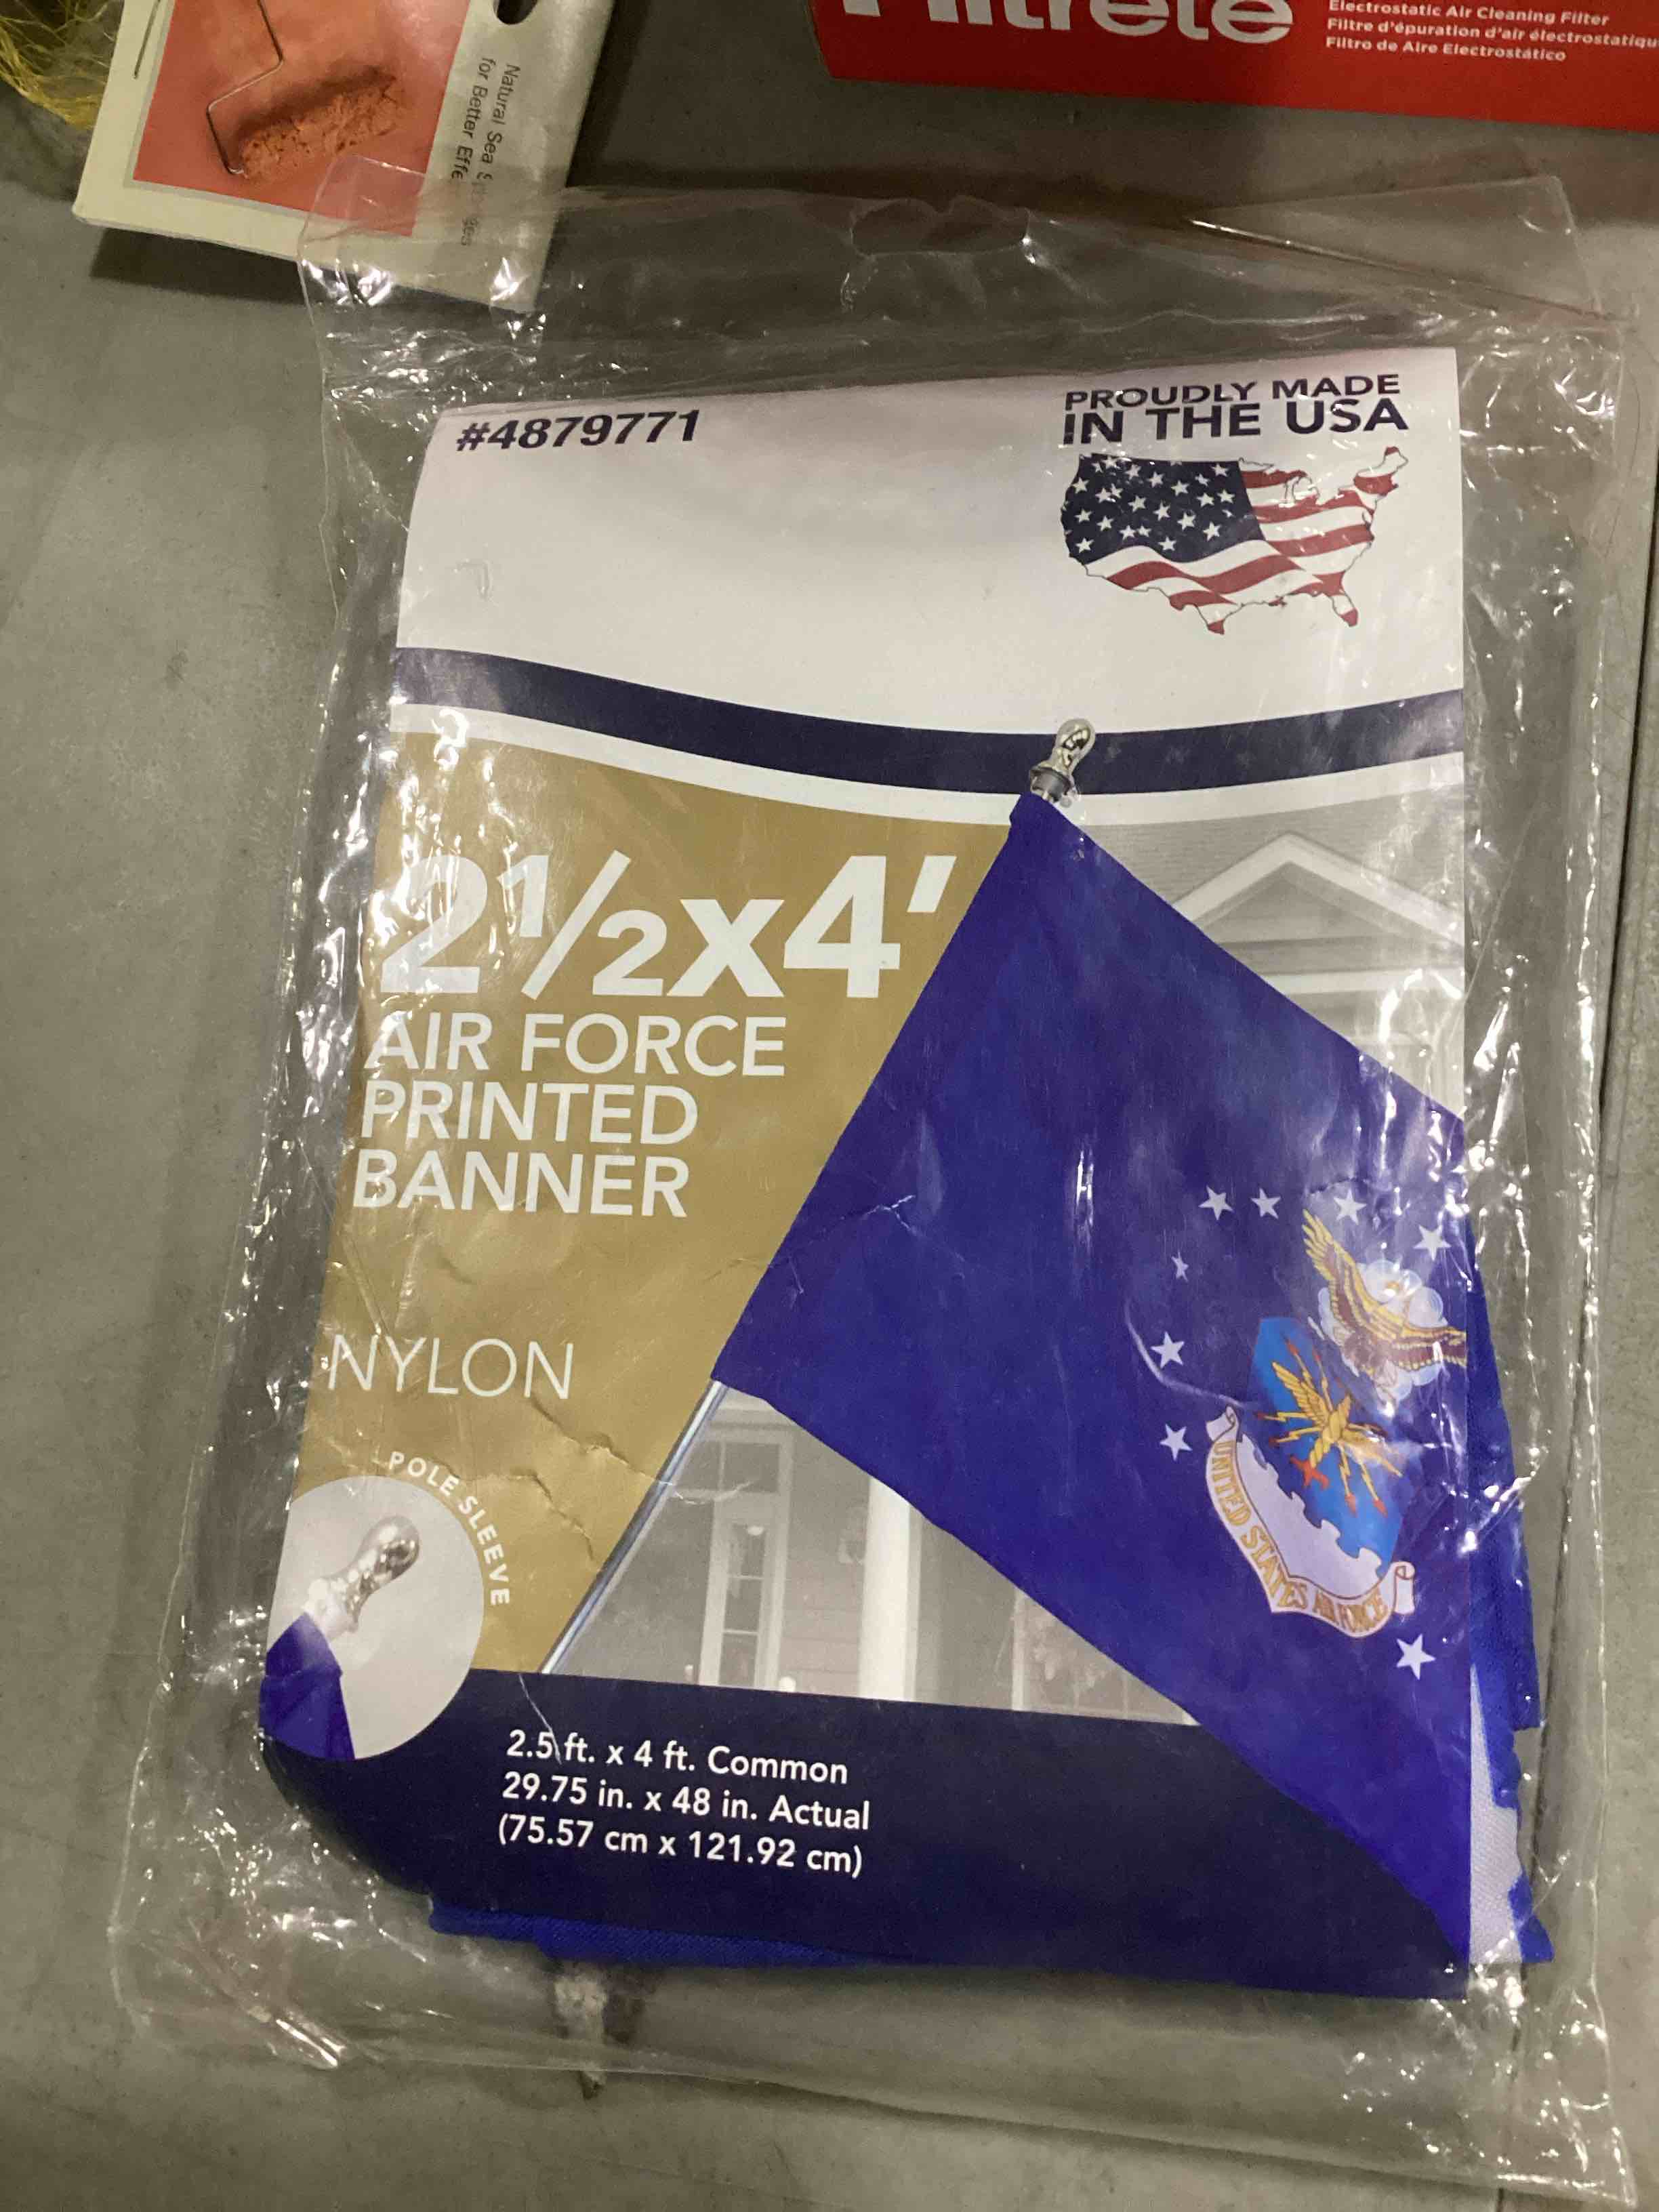 Natural Sea
for Better
Filtrete
Electrostatic Air Cleaning Filter
Filtre d'épuration d'air électrostatiqu
Filtro de Aire Electrostático
#4879771
PROUDLY MADE
IN THE USA
2½x4'
AIR FORCE
PRINTED
BANNER
NYLON
POLE SLEEVE
UNITED STATES AIR FORCE
2.5 ft. x 4 ft. Common
29.75 in. x 48 in. Actual
(75.57 cm x 121.92 cm)